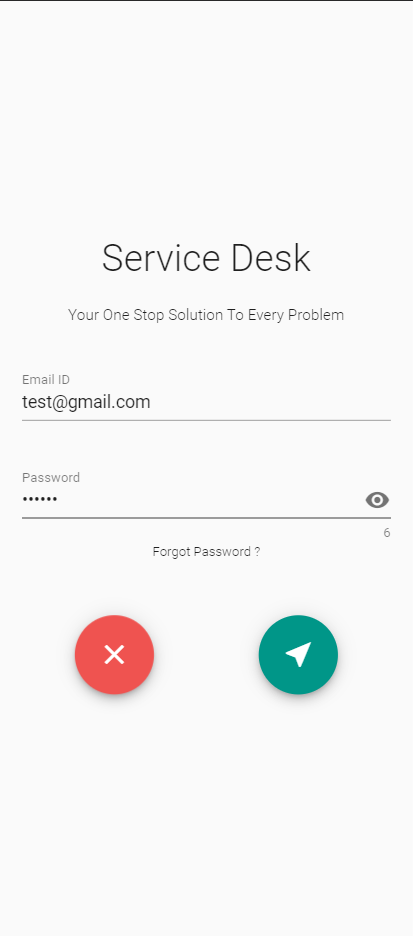 Service Desk
Your One Stop Solution To Every Problem
Email ID
test@gmail.com
Password
••••••
6
Forgot Password ?